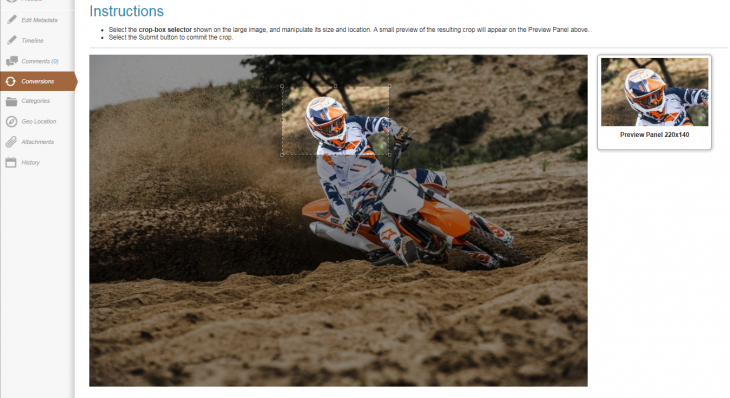 Instructions
Select the crop-box selector shown on the large image, and manipulate its size and location. A small preview of the resulting crop will appear on the Preview Panel above.
Select the Submit button to commit the crop.
Edit Metadata
Timeline
Comments (0)
Conversions
Categories
Geo Location
Attachments
History
Preview Panel 220x140